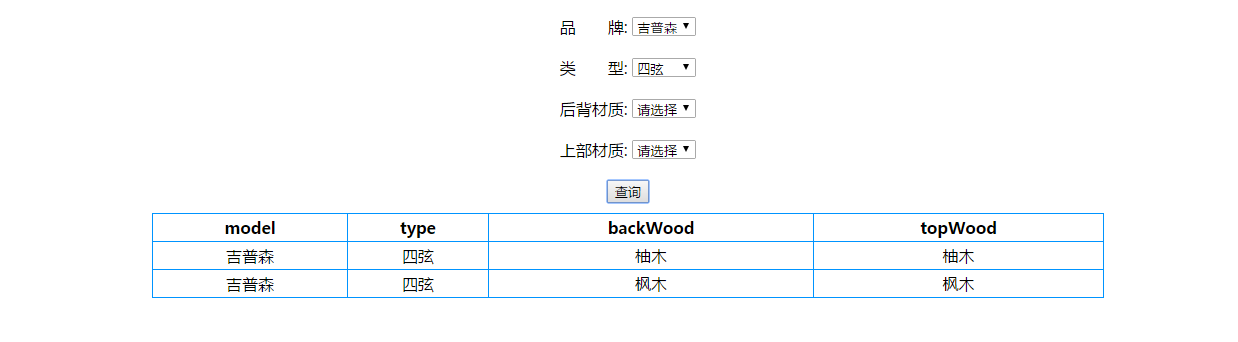 品 牌: 吉普森
类 型: 四弦
后背材质: 请选择
上部材质: 请选择
查询
model type backWood topWood
吉普森 四弦 柚木 柚木
吉普森 四弦 枫木 枫木